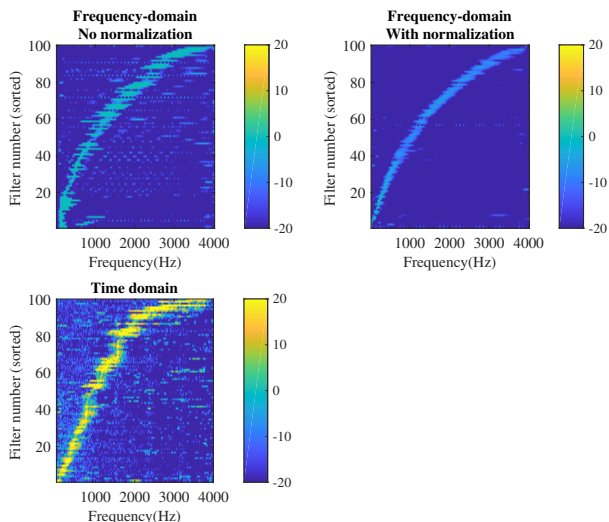 Frequency-domain
No normalization
100
80
60
40
20
Filter number (sorted)
1000 2000 3000 4000
Frequency(Hz)
20
10
0
-10
-20
Frequency-domain
With normalization
100
80
60
40
20
Filter number (sorted)
1000 2000 3000 4000
Frequency(Hz)
20
10
0
-10
-20
Time domain
100
80
60
40
20
Filter number (sorted)
1000 2000 3000 4000
Frequency(Hz)
20
10
0
-10
-20